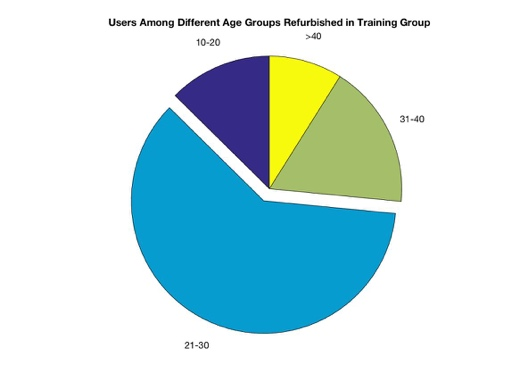 Users Among Different Age Groups Refurbished in Training Group
10-20
>40
31-40
21-30